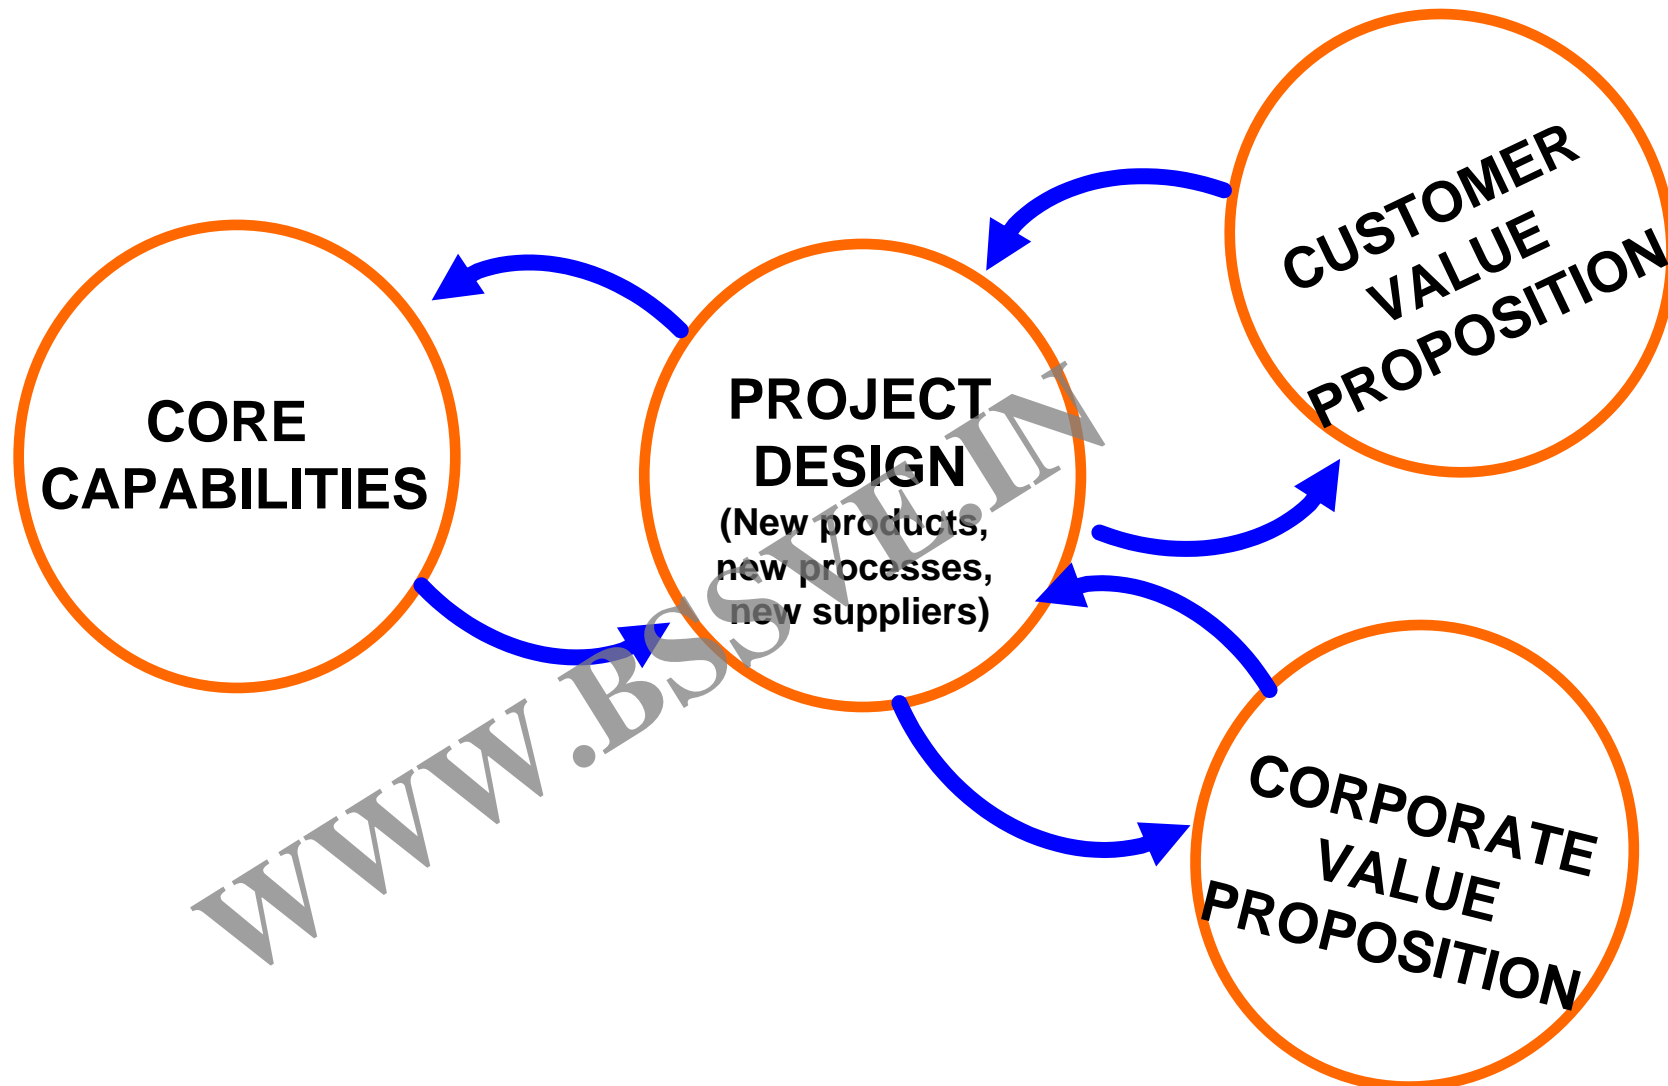 CORE
CAPABILITIES
PROJECT
DESIGN
(New products,
new processes,
new suppliers)
CUSTOMER
VALUE
PROPOSITION
CORPORATE
VALUE
PROPOSITION
WWW.BSSVE.IN